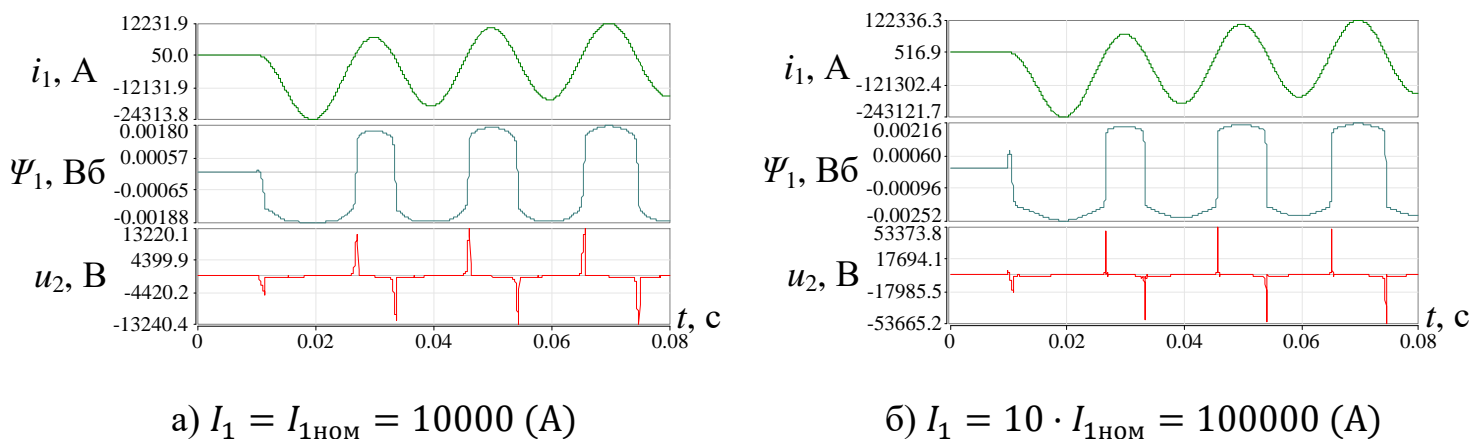 12231.9
50.0
i₁, А
-12131.9
-24313.8
0.00180
0.00057
Ψ₁, Вб
-0.00065
-0.00188
13220.1
4399.9
u₂, В
-4420.2
-13240.4
t, с
0 0.02 0.04 0.06 0.08
а) I₁ = I₁ном = 10000 (А)
122336.3
516.9
i₁, А
-121302.4
-243121.7
0.00216
0.00060
Ψ₁, Вб
-0.00096
-0.00252
53373.8
17694.1
u₂, В
-17985.5
-53665.2
t, с
0 0.02 0.04 0.06 0.08
б) I₁ = 10 · I₁ном = 100000 (А)